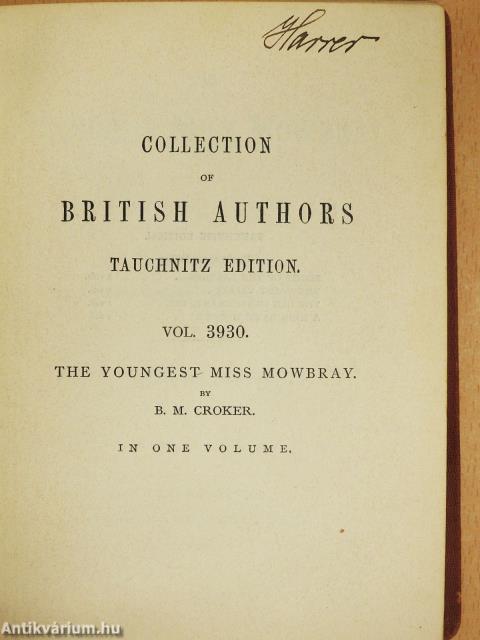 Harrer
COLLECTION
OF
BRITISH AUTHORS
TAUCHNITZ EDITION.
VOL. 3930.
THE YOUNGEST MISS MOWBRAY.
BY
B. M. CROKER.
IN ONE VOLUME.
Antikvárium.hu